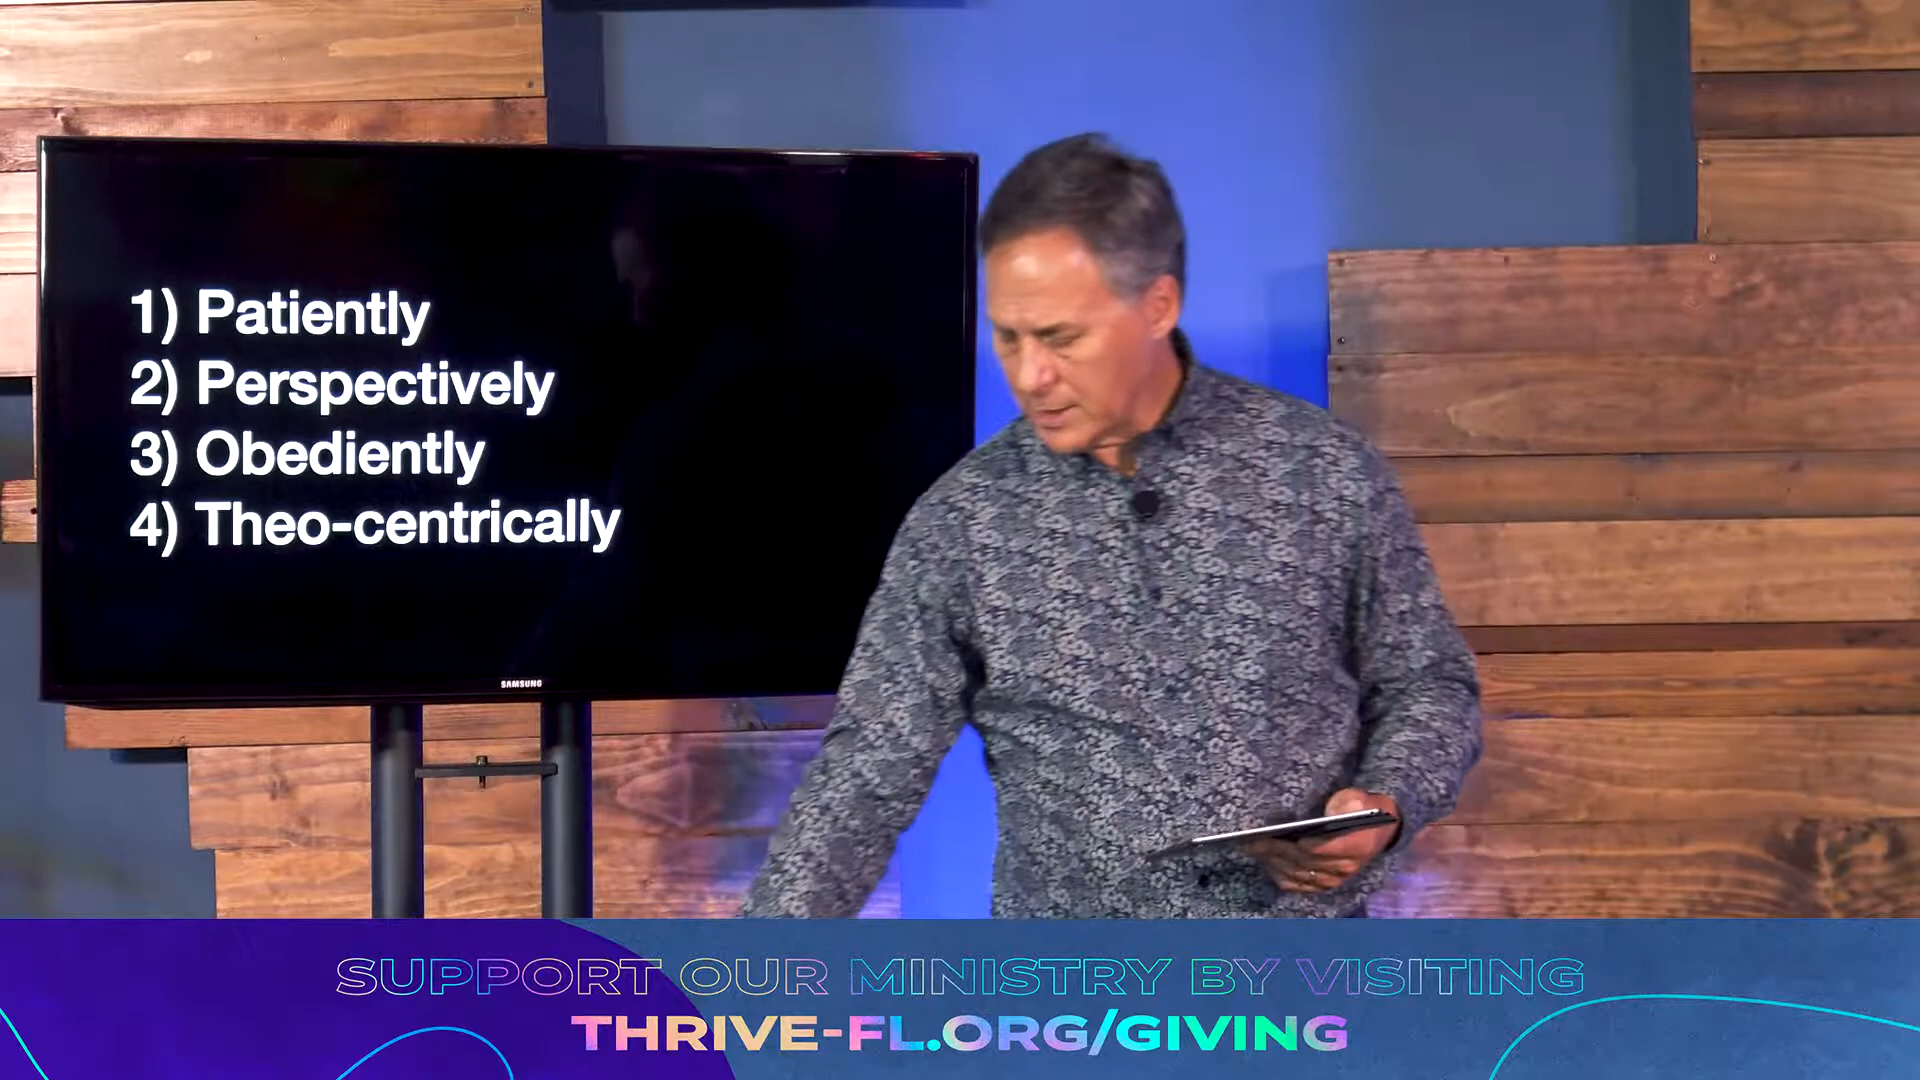 1) Patiently
2) Perspectively
3) Obediently
4) Theo-centrically
SAMSUNG
SUPPORT OUR MINISTRY BY VISITING
THRIVE-FL.ORG/GIVING